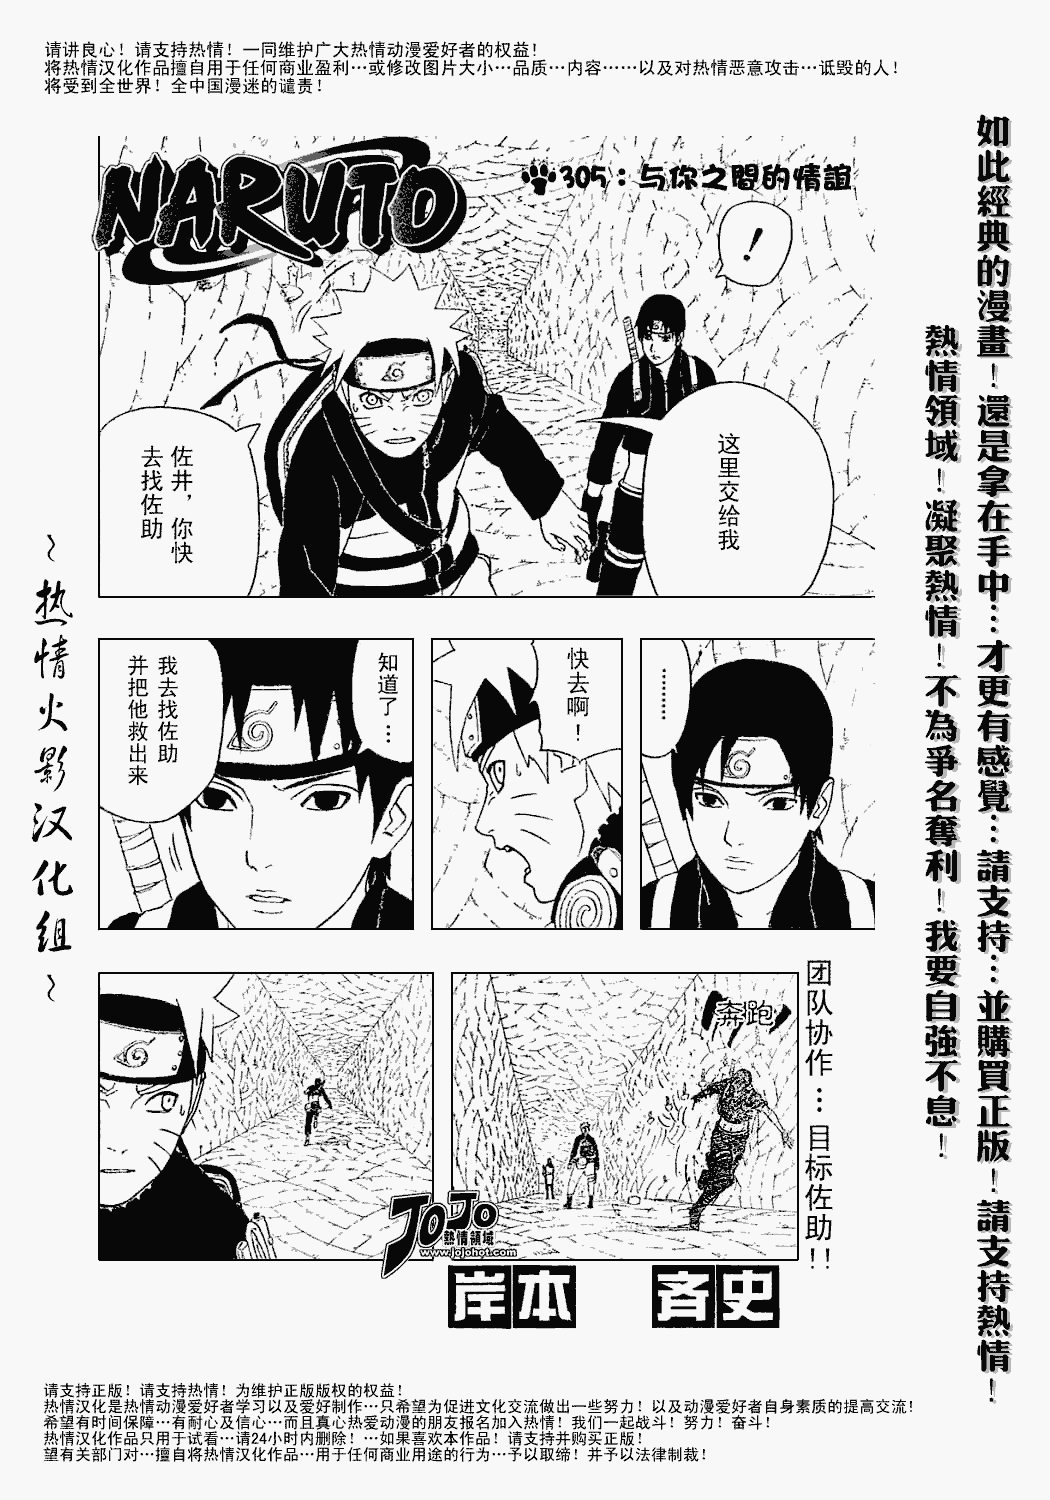 请讲良心！请支持热情！一同维护广大热情动漫爱好者的权益！
将热情汉化作品擅自用于任何商业盈利…或修改图片大小…品质…内容……以及对热情恶意攻击…诋毁的人！
将受到全世界！全中国漫迷的谴责！
NARUTO
305：与你之間的情誼
！
这里交给我
佐井，你快
去找佐助
………
快去啊！
知道了…
我去找佐助
并把他救出来
奔跑
团队协作…目标佐助!!
JOJO
熱情領域
www.jojohot.com
岸本 斉史
如此經典的漫畫！還是拿在手中…才更有感覺…請支持…並購買正版！請支持熱情！
熱情領域！凝聚熱情！不為爭名奪利！我要自強不息！
～热情火影汉化组～
请支持正版！请支持热情！为维护正版版权的权益！
热情汉化是热情动漫爱好者学习以及爱好制作…只希望为促进文化交流做出一些努力！以及动漫爱好者自身素质的提高交流！
希望有时间保障…有耐心及信心…而且真心热爱动漫的朋友报名加入热情！我们一起战斗！努力！奋斗！
热情汉化作品只用于试看…请24小时内删除！…如果喜欢本作品！请支持并购买正版！
望有关部门对…擅自将热情汉化作品…用于任何商业用途的行为…予以取缔！并予以法律制裁！